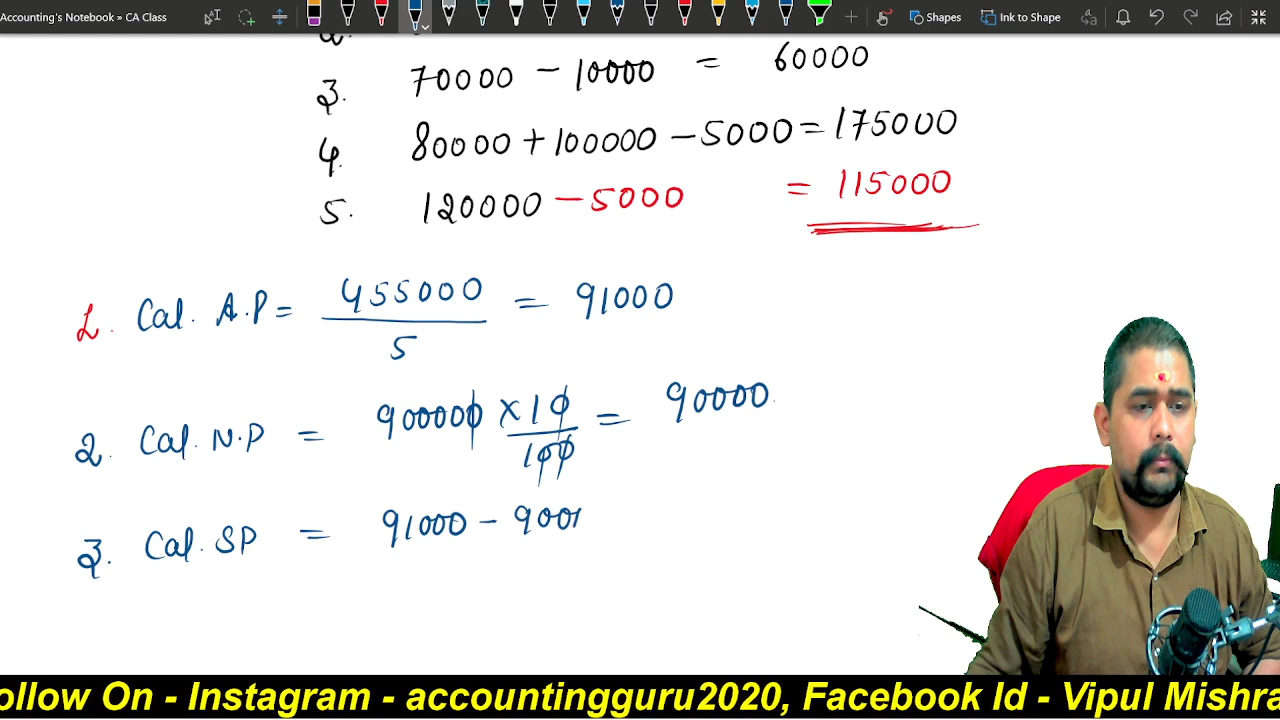 Accounting's Notebook » CA Class
Shapes
Ink to Shape
3. 70000 - 10000 = 60000
4. 80000 + 100000 - 5000 = 175000
5. 120000 - 5000 = 115000
1. Cal. A.P = 455000 / 5 = 91000
2. Cal. N.P = 900000 × 10 / 100 = 90000
3. Cal. SP = 91000 - 900
ollow On - Instagram - accountingguru2020, Facebook Id - Vipul Mishra